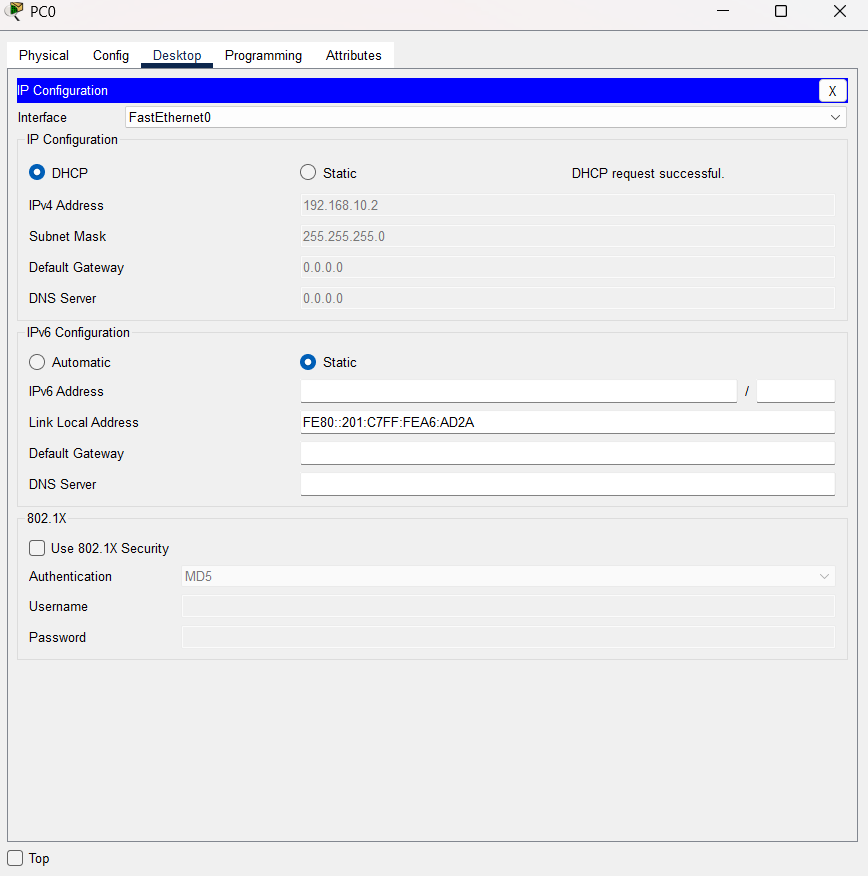 PC0
Physical Config Desktop Programming Attributes
IP Configuration X
Interface FastEthernet0
IP Configuration
DHCP Static DHCP request successful.
IPv4 Address 192.168.10.2
Subnet Mask 255.255.255.0
Default Gateway 0.0.0.0
DNS Server 0.0.0.0
IPv6 Configuration
Automatic Static
IPv6 Address /
Link Local Address FE80::201:C7FF:FEA6:AD2A
Default Gateway
DNS Server
802.1X
Use 802.1X Security
Authentication MD5
Username
Password
Top